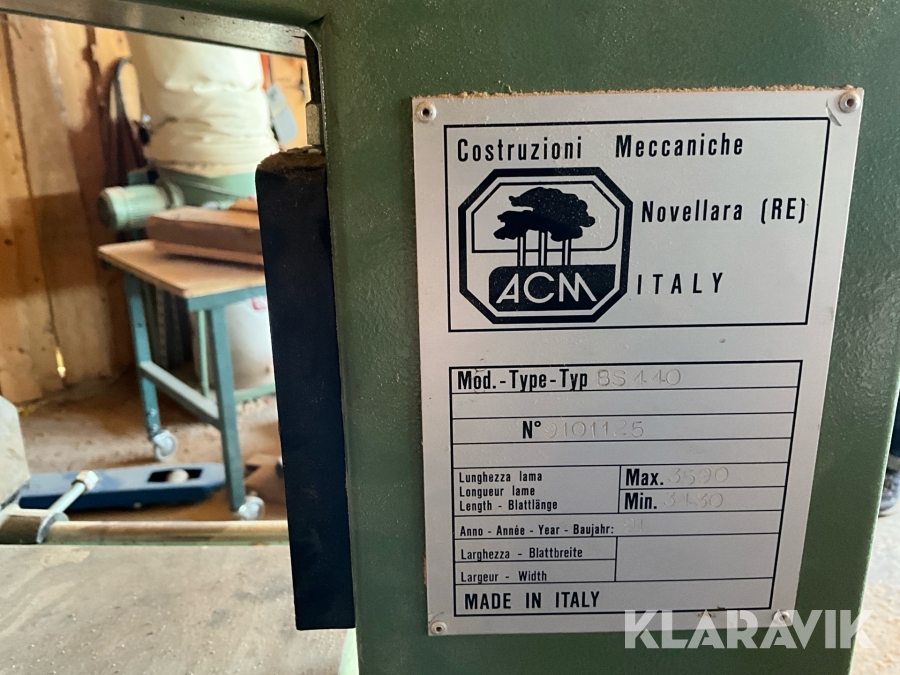 Costruzioni Meccaniche
Novellara (RE)
ACM
ITALY
Mod.-Type-Typ BS 440
N° 9101125
Lunghezza lama
Longueur lame
Length - Blattlänge
Max. 3590
Min. 3430
Anno - Année - Year - Baujahr:
Larghezza - Blattbreite
Largeur - Width
MADE IN ITALY
KLARAVIK